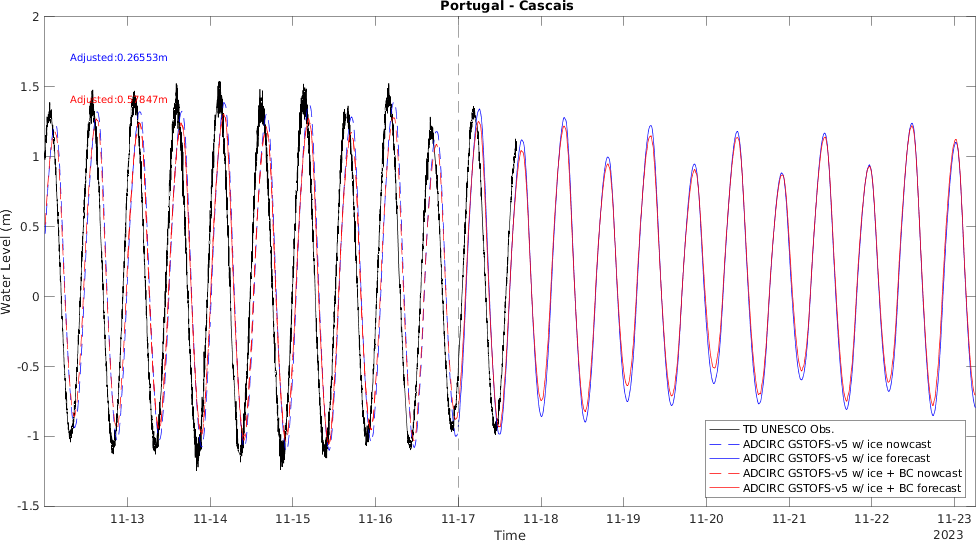 Portugal - Cascais
2
Adjusted:0.26553m
1.5
Adjusted:0.57847m
1
0.5
Water Level (m)
0
-0.5
-1
-1.5
TD UNESCO Obs.
ADCIRC GSTOFS-v5 w/ ice nowcast
ADCIRC GSTOFS-v5 w/ ice forecast
ADCIRC GSTOFS-v5 w/ ice + BC nowcast
ADCIRC GSTOFS-v5 w/ ice + BC forecast
11-13 11-14 11-15 11-16 11-17 11-18 11-19 11-20 11-21 11-22 11-23
Time
2023